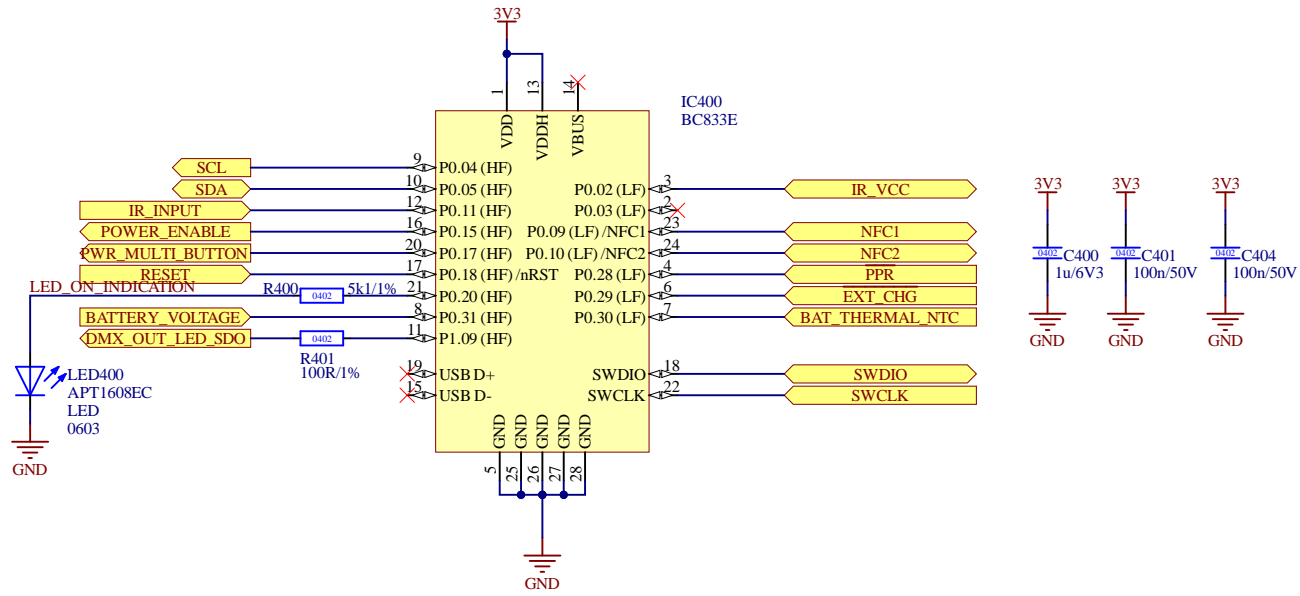 3V3
1
13
14
VDD
VDDH
VBUS
IC400
BC833E
SCL
9
P0.04 (HF)
SDA
10
P0.05 (HF)
IR_INPUT
12
P0.11 (HF)
POWER_ENABLE
16
P0.15 (HF)
PWR_MULTI_BUTTON
20
P0.17 (HF)
RESET
17
P0.18 (HF) /nRST
LED_ON_INDICATION
R400
0402
5k1/1%
21
P0.20 (HF)
BATTERY_VOLTAGE
8
P0.31 (HF)
DMX_OUT_LED_SDO
0402
11
P1.09 (HF)
R401
100R/1%
19
USB D+
15
USB D-
LED400
APT1608EC
LED
0603
GND
P0.02 (LF)
3
IR_VCC
P0.03 (LF)
2
P0.09 (LF) /NFC1
23
NFC1
P0.10 (LF) /NFC2
24
NFC2
P0.28 (LF)
4
PPR
P0.29 (LF)
6
EXT_CHG
P0.30 (LF)
7
BAT_THERMAL_NTC
SWDIO
18
SWDIO
SWCLK
22
SWCLK
GND
GND
GND
GND
GND
5
25
26
27
28
GND
3V3
0402
C400
1u/6V3
GND
3V3
0402
C401
100n/50V
GND
3V3
0402
C404
100n/50V
GND